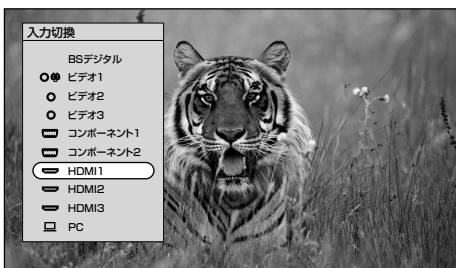 入力切換
BSデジタル
ビデオ1
ビデオ2
ビデオ3
コンポーネント1
コンポーネント2
HDMI1
HDMI2
HDMI3
PC